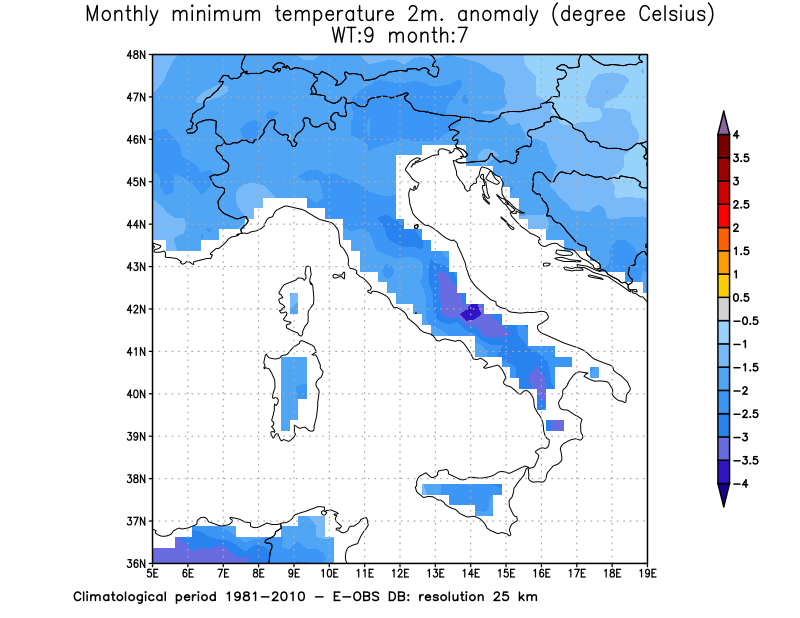 Monthly minimum temperature 2m. anomaly (degree Celsius)
WT:9 month:7
48N
47N
46N
45N
44N
43N
42N
41N
40N
39N
38N
37N
36N
5E 6E 7E 8E 9E 10E 11E 12E 13E 14E 15E 16E 17E 18E 19E
4
3.5
3
2.5
2
1.5
1
0.5
−0.5
−1
−1.5
−2
−2.5
−3
−3.5
−4
Climatological period 1981−2010 − E−OBS DB: resolution 25 km